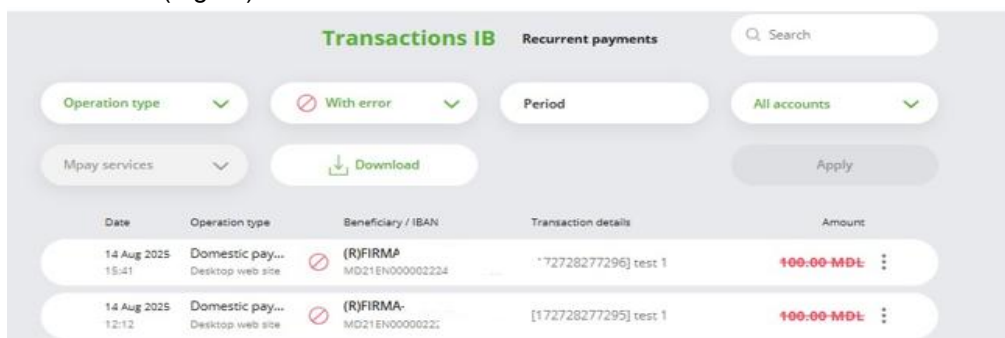 Transactions IB Recurrent payments Search
Operation type With error Period All accounts
Mpay services Download Apply
Date Operation type Beneficiary / IBAN Transaction details Amount
14 Aug 2025 Domestic pay... (R)FIRMA 100.00 MDL
15:41 Desktop web site MD21EN000002224 72728277296] test 1
14 Aug 2025 Domestic pay... (R)FIRMA- [172728277295] test 1 100.00 MDL
12:12 Desktop web site MD21EN0000022